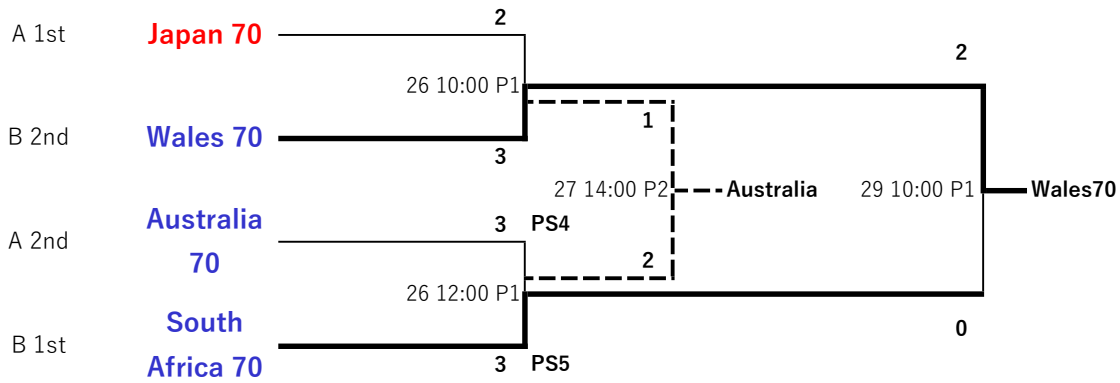 A 1st Japan 70 2
2
26 10:00 P1
1
B 2nd Wales 70 3
27 14:00 P2 Australia 29 10:00 P1 Wales70
Australia
A 2nd 3 PS4
70
2
26 12:00 P1
South
0
B 1st
Africa 70 3 PS5